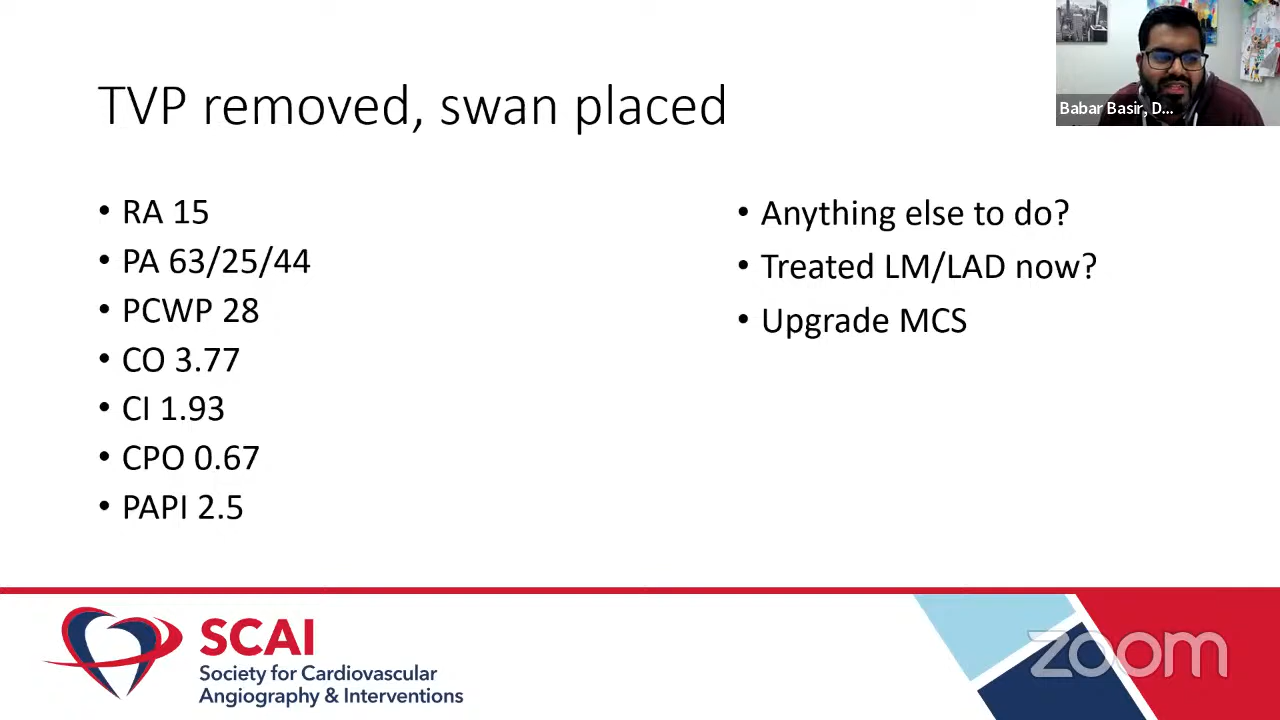 TVP removed, swan placed
Babar Basir, D...
• RA 15
• PA 63/25/44
• PCWP 28
• CO 3.77
• CI 1.93
• CPO 0.67
• PAPI 2.5
• Anything else to do?
• Treated LM/LAD now?
• Upgrade MCS
SCAI
Society for Cardiovascular
Angiography & Interventions
zoom